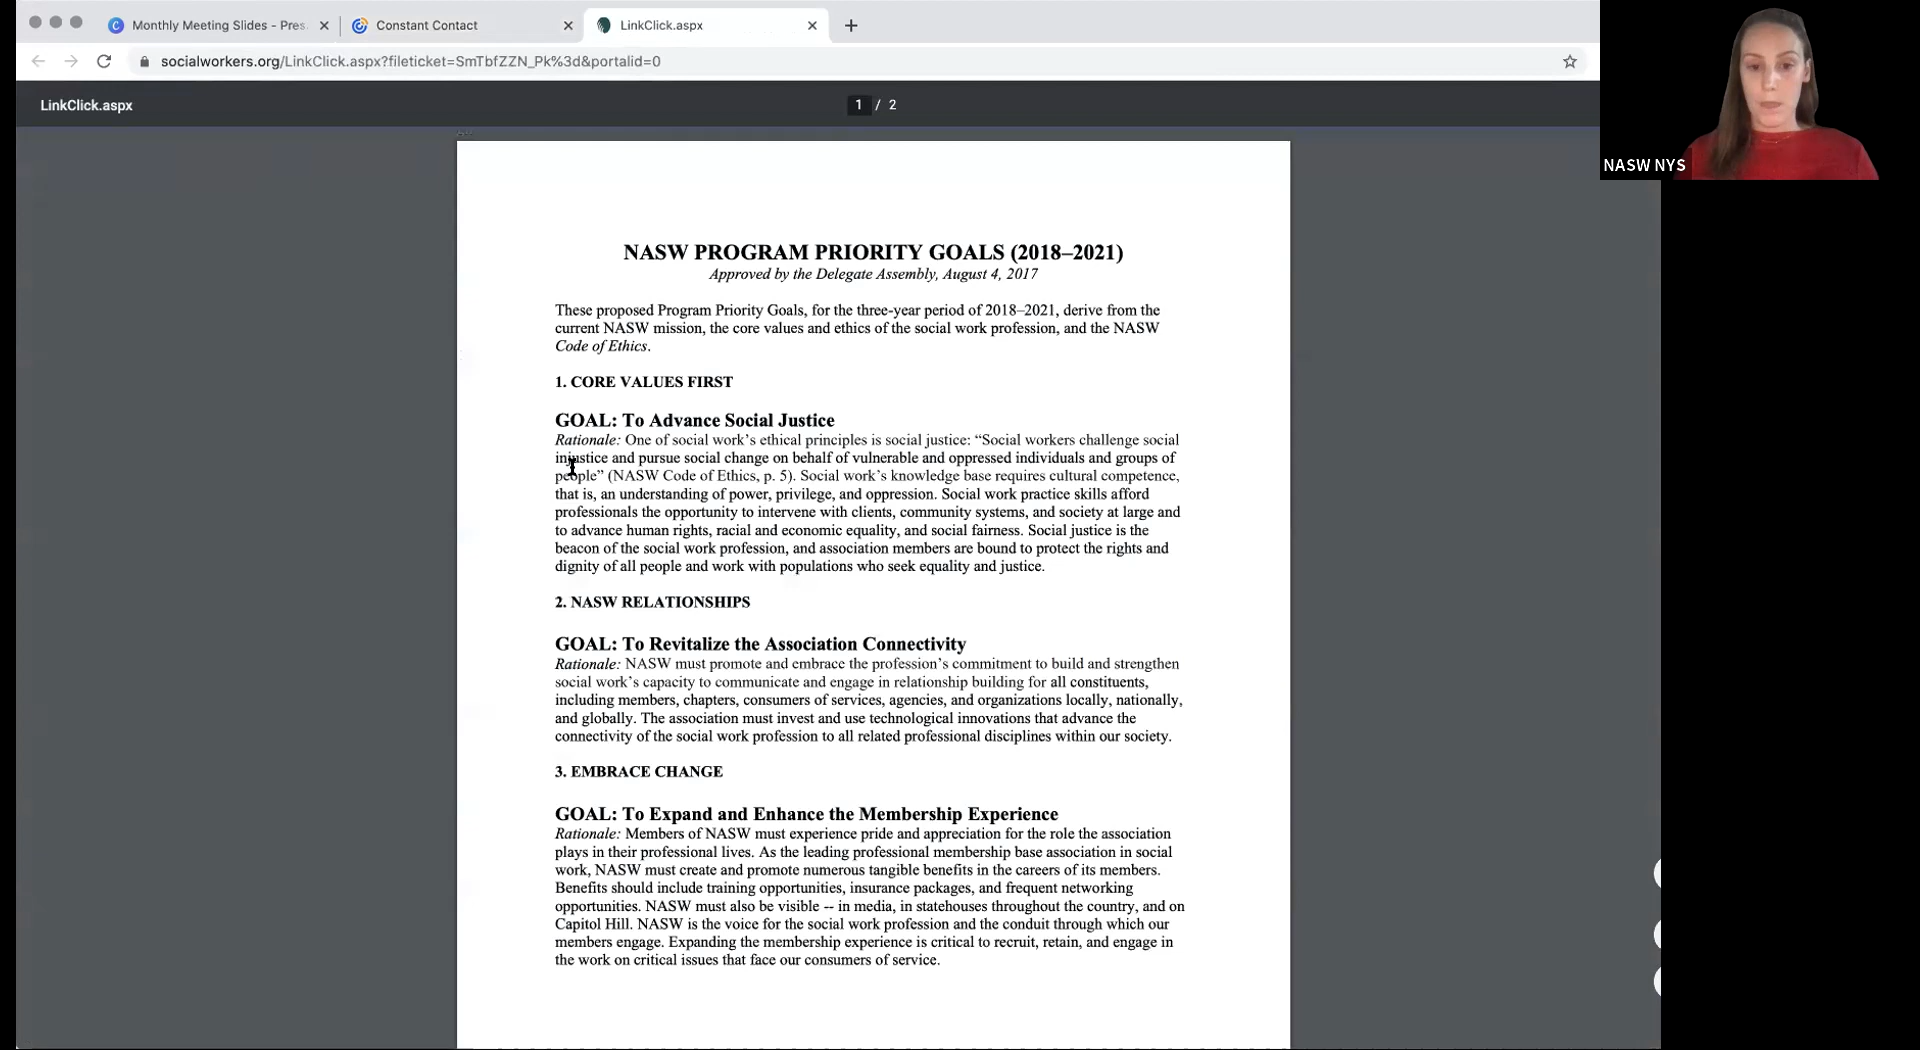 Monthly Meeting Slides - Pres
Constant Contact
LinkClick.aspx
socialworkers.org/LinkClick.aspx?fileticket=SmTbfZZN_Pk%3d&portalid=0
LinkClick.aspx
1 / 2
NASW NYS
NASW PROGRAM PRIORITY GOALS (2018–2021)
Approved by the Delegate Assembly, August 4, 2017
These proposed Program Priority Goals, for the three-year period of 2018–2021, derive from the
current NASW mission, the core values and ethics of the social work profession, and the NASW
Code of Ethics.
1. CORE VALUES FIRST
GOAL: To Advance Social Justice
Rationale: One of social work’s ethical principles is social justice: “Social workers challenge social
injustice and pursue social change on behalf of vulnerable and oppressed individuals and groups of
people” (NASW Code of Ethics, p. 5). Social work’s knowledge base requires cultural competence,
that is, an understanding of power, privilege, and oppression. Social work practice skills afford
professionals the opportunity to intervene with clients, community systems, and society at large and
to advance human rights, racial and economic equality, and social fairness. Social justice is the
beacon of the social work profession, and association members are bound to protect the rights and
dignity of all people and work with populations who seek equality and justice.
2. NASW RELATIONSHIPS
GOAL: To Revitalize the Association Connectivity
Rationale: NASW must promote and embrace the profession’s commitment to build and strengthen
social work’s capacity to communicate and engage in relationship building for all constituents,
including members, chapters, consumers of services, agencies, and organizations locally, nationally,
and globally. The association must invest and use technological innovations that advance the
connectivity of the social work profession to all related professional disciplines within our society.
3. EMBRACE CHANGE
GOAL: To Expand and Enhance the Membership Experience
Rationale: Members of NASW must experience pride and appreciation for the role the association
plays in their professional lives. As the leading professional membership base association in social
work, NASW must create and promote numerous tangible benefits in the careers of its members.
Benefits should include training opportunities, insurance packages, and frequent networking
opportunities. NASW must also be visible -- in media, in statehouses throughout the country, and on
Capitol Hill. NASW is the voice for the social work profession and the conduit through which our
members engage. Expanding the membership experience is critical to recruit, retain, and engage in
the work on critical issues that face our consumers of service.